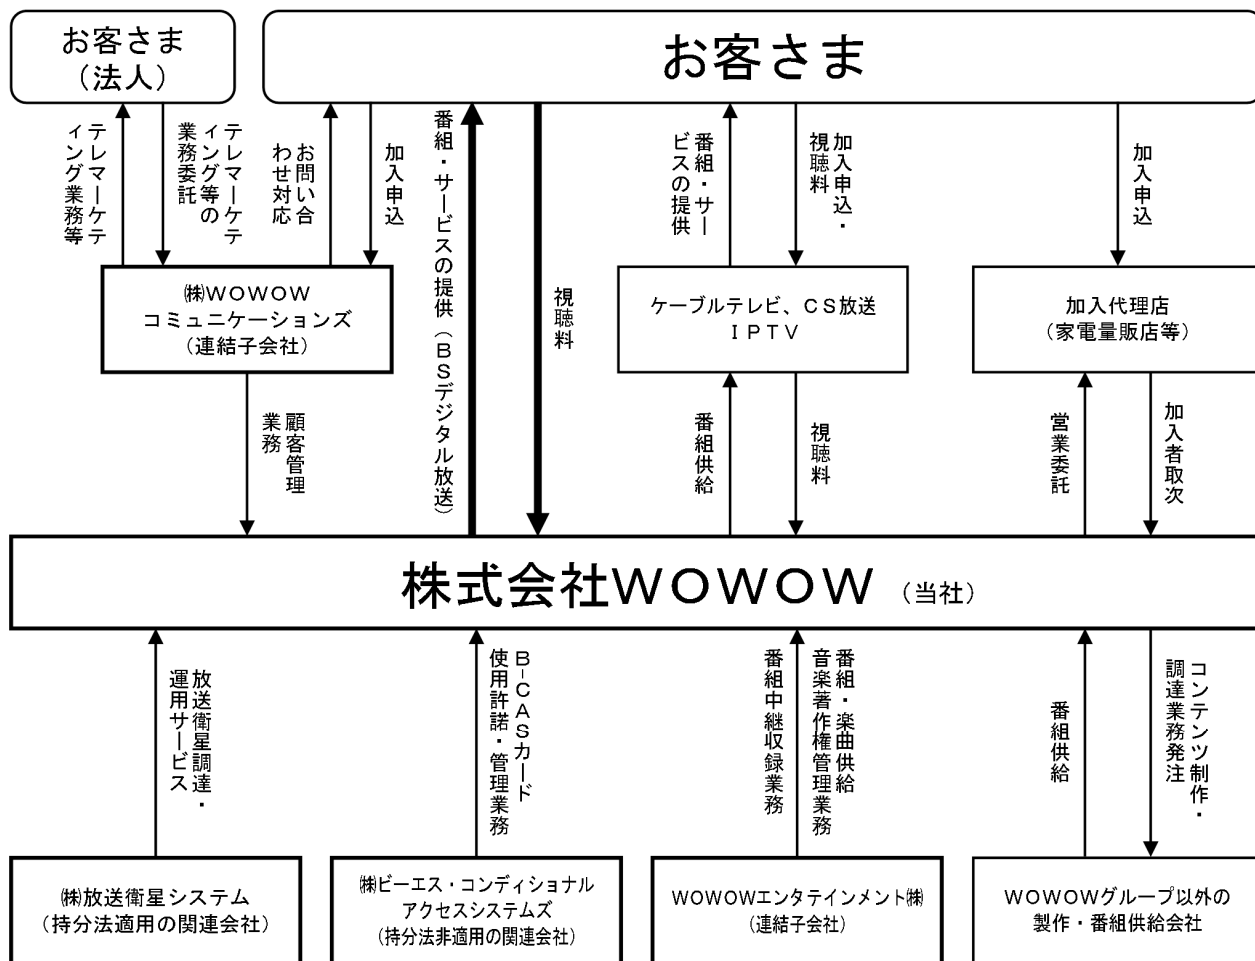 お客さま
（法人）
お客さま
テレマーケテ
ィング業務等
テレマーケテ
ィング等の
業務委託
お問い合
わせ対応
加入申込
番組・サービスの提供（ＢＳデジタル放送）
視聴料
番組・サー
ビスの提供
加入申込・
視聴料
加入申込
㈱ＷＯＷＯＷ
コミュニケーションズ
（連結子会社）
ケーブルテレビ、ＣＳ放送
ＩＰＴＶ
加入代理店
（家電量販店等）
顧客管理
業務
番組供給
視聴料
営業委託
加入者取次
株式会社ＷＯＷＯＷ（当社）
放送衛星調達・
運用サービス
Ｂ−ＣＡＳカード
使用許諾・管理業務
番組・楽曲供給
音楽著作権管理業務
番組中継収録業務
番組供給
コンテンツ制作・
調達業務発注
㈱放送衛星システム
（持分法適用の関連会社）
㈱ビーエス・コンディショナル
アクセスシステムズ
（持分法非適用の関連会社）
ＷＯＷＯＷエンタテインメント㈱
（連結子会社）
ＷＯＷＯＷグループ以外の
製作・番組供給会社